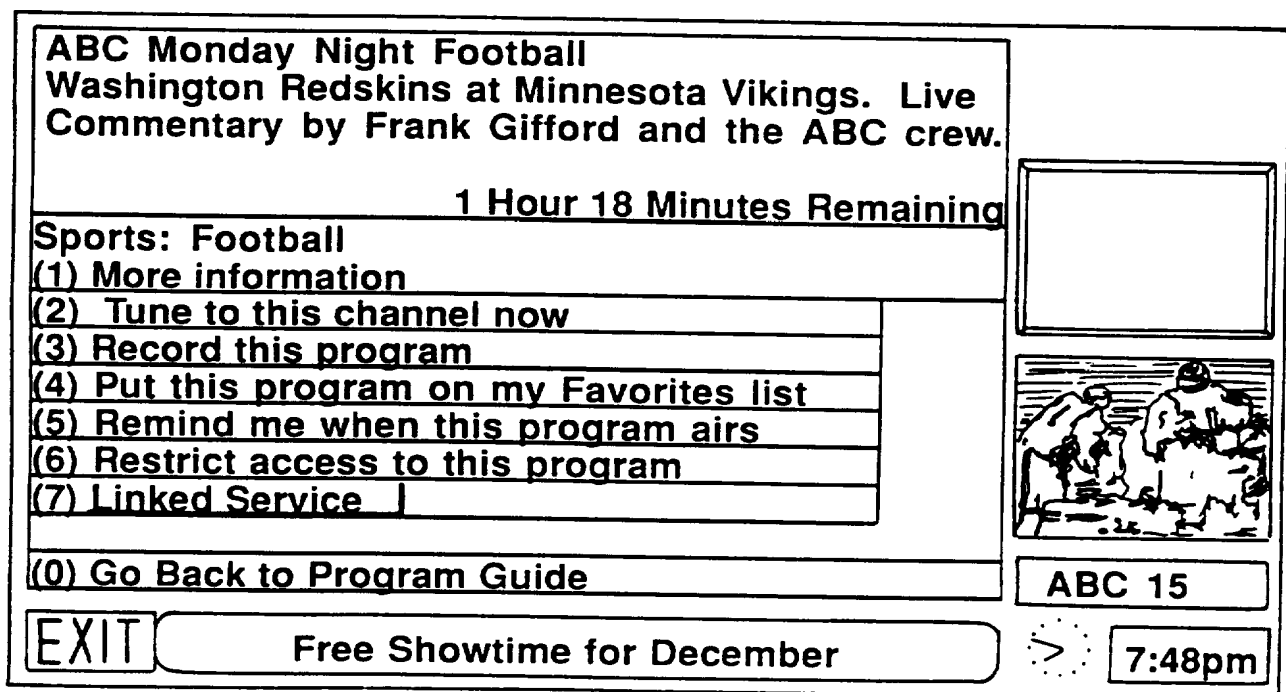 ABC Monday Night Football
Washington Redskins at Minnesota Vikings. Live
Commentary by Frank Gifford and the ABC crew.
1 Hour 18 Minutes Remaining
Sports: Football
(1) More information
(2) Tune to this channel now
(3) Record this program
(4) Put this program on my Favorites list
(5) Remind me when this program airs
(6) Restrict access to this program
(7) Linked Service
(0) Go Back to Program Guide
ABC 15
EXIT
Free Showtime for December
7:48pm